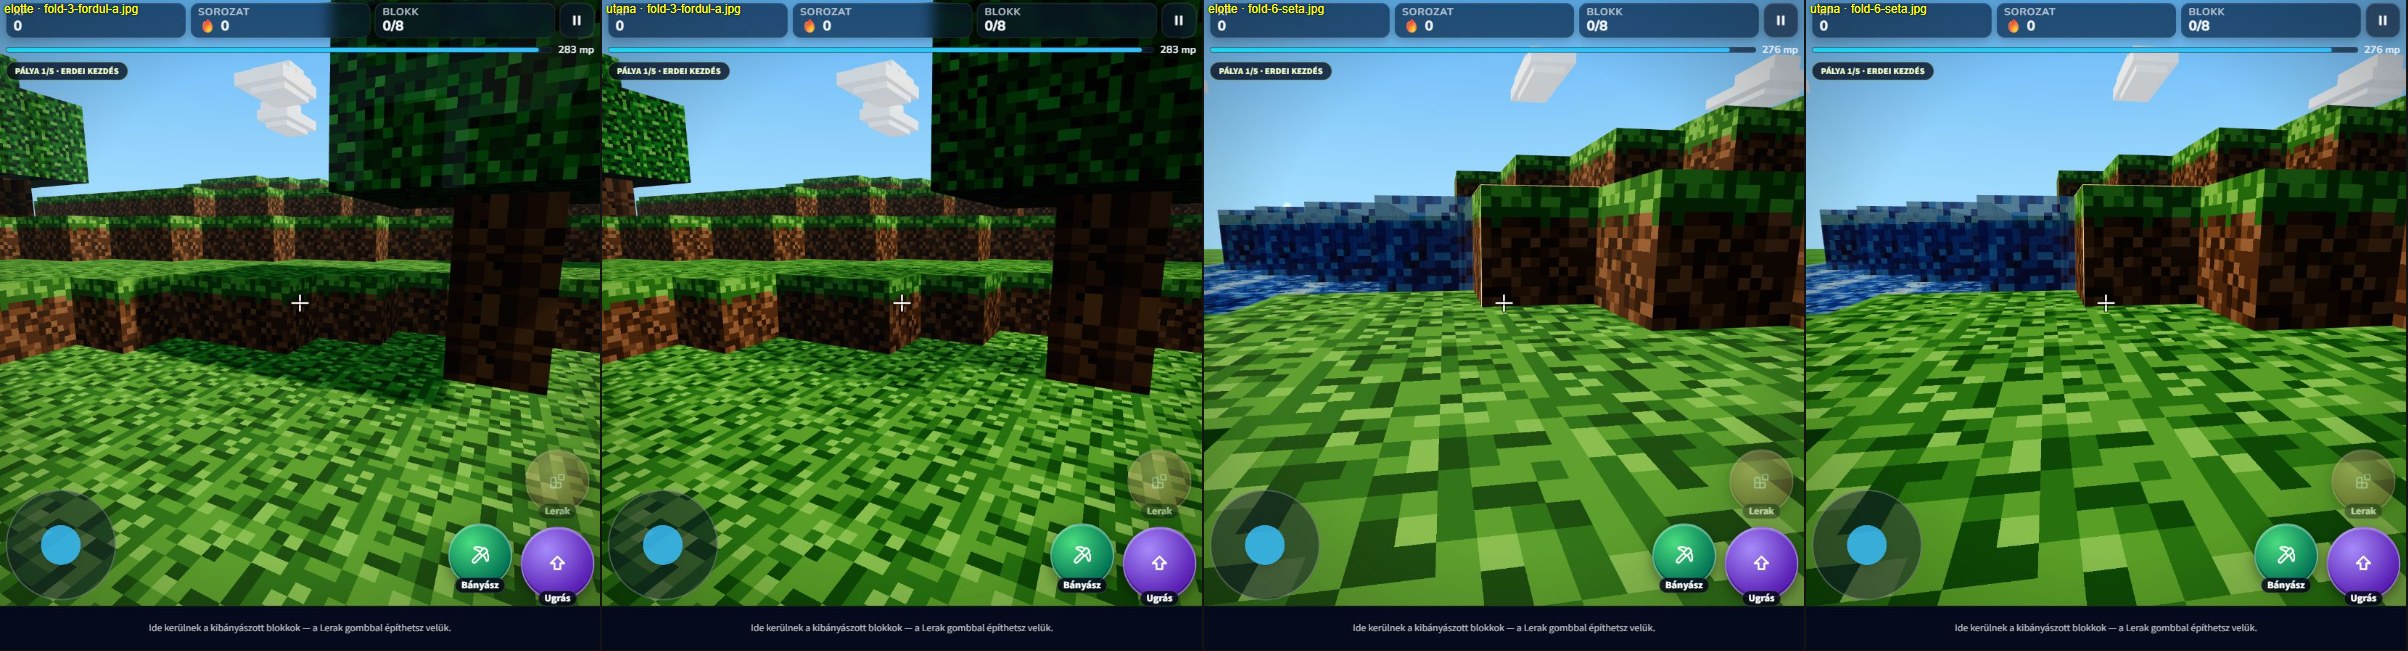 elotte · fold-3-fordul-a.jpg
0
SOROZAT
0
BLOKK
0/8
283 mp
PÁLYA 1/5 · ERDEI KEZDÉS
Lerak
Bányász
Ugrás
Ide kerülnek a kibányászott blokkok — a Lerak gombbal építhetsz velük.
utana · fold-3-fordul-a.jpg
0
SOROZAT
0
BLOKK
0/8
283 mp
PÁLYA 1/5 · ERDEI KEZDÉS
Lerak
Bányász
Ugrás
Ide kerülnek a kibányászott blokkok — a Lerak gombbal építhetsz velük.
elotte · fold-6-seta.jpg
0
SOROZAT
0
BLOKK
0/8
276 mp
PÁLYA 1/5 · ERDEI KEZDÉS
Lerak
Bányász
Ugrás
Ide kerülnek a kibányászott blokkok — a Lerak gombbal építhetsz velük.
utana · fold-6-seta.jpg
0
SOROZAT
0
BLOKK
0/8
276 mp
PÁLYA 1/5 · ERDEI KEZDÉS
Lerak
Bányász
Ugrás
Ide kerülnek a kibányászott blokkok — a Lerak gombbal építhetsz velük.